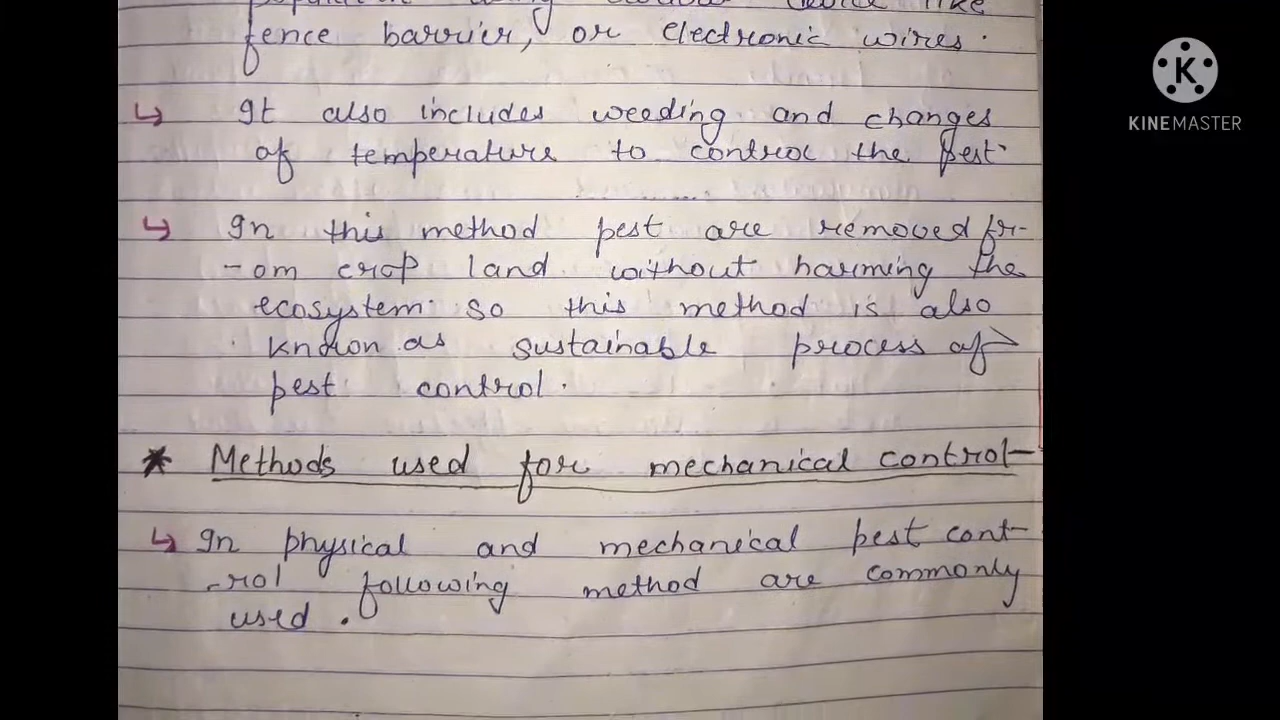 like
fence barrier, or electronic wires.
↳ It also includes weeding and changes
of temperature to control the pest.
↳ In this method pest are removed fr-
-om crop land without harming the
ecosystem. so this method is also
known as sustainable process of
pest control.
* Methods used for mechanical control-
↳ In physical and mechanical pest cont-
-rol following method are commonly
used.
K
KINEMASTER